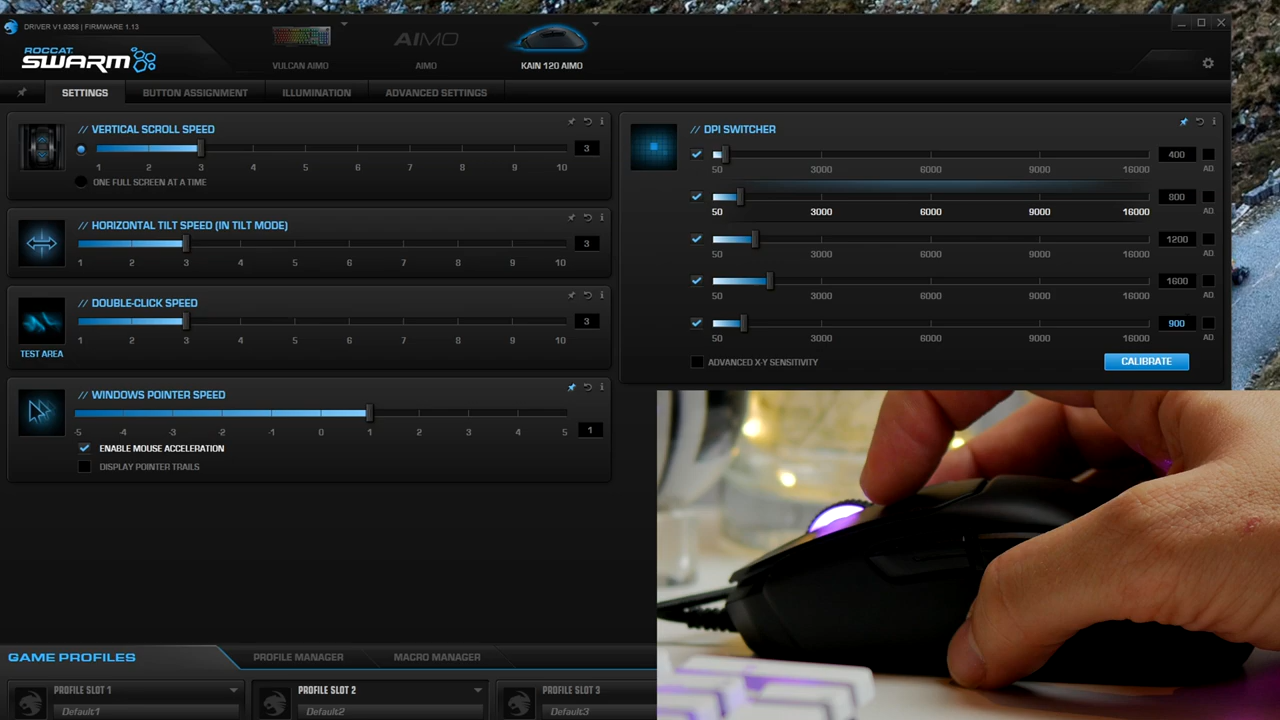 DRIVER V1.9356 | FIRMWARE 1.13
ROCCAT
SWARM
VULCAN AIMO
AIMO
AIMO
KAIN 120 AIMO
SETTINGS
BUTTON ASSIGNMENT
ILLUMINATION
ADVANCED SETTINGS
// VERTICAL SCROLL SPEED
3
1 2 3 4 5 6 7 8 9 10
ONE FULL SCREEN AT A TIME
// HORIZONTAL TILT SPEED (IN TILT MODE)
3
1 2 3 4 5 6 7 8 9 10
// DOUBLE-CLICK SPEED
3
1 2 3 4 5 6 7 8 9 10
TEST AREA
// WINDOWS POINTER SPEED
-5 -4 -3 -2 -1 0 1 2 3 4 5 1
ENABLE MOUSE ACCELERATION
DISPLAY POINTER TRAILS
// DPI SWITCHER
400
50 3000 6000 9000 16000 AD.
800
50 3000 6000 9000 16000 AD.
1200
50 3000 6000 9000 16000 AD.
1600
50 3000 6000 9000 16000 AD.
900
50 3000 6000 9000 16000 AD.
ADVANCED X-Y SENSITIVITY
CALIBRATE
GAME PROFILES
PROFILE MANAGER
MACRO MANAGER
PROFILE SLOT 1
Default1
PROFILE SLOT 2
Default2
PROFILE SLOT 3
Default3